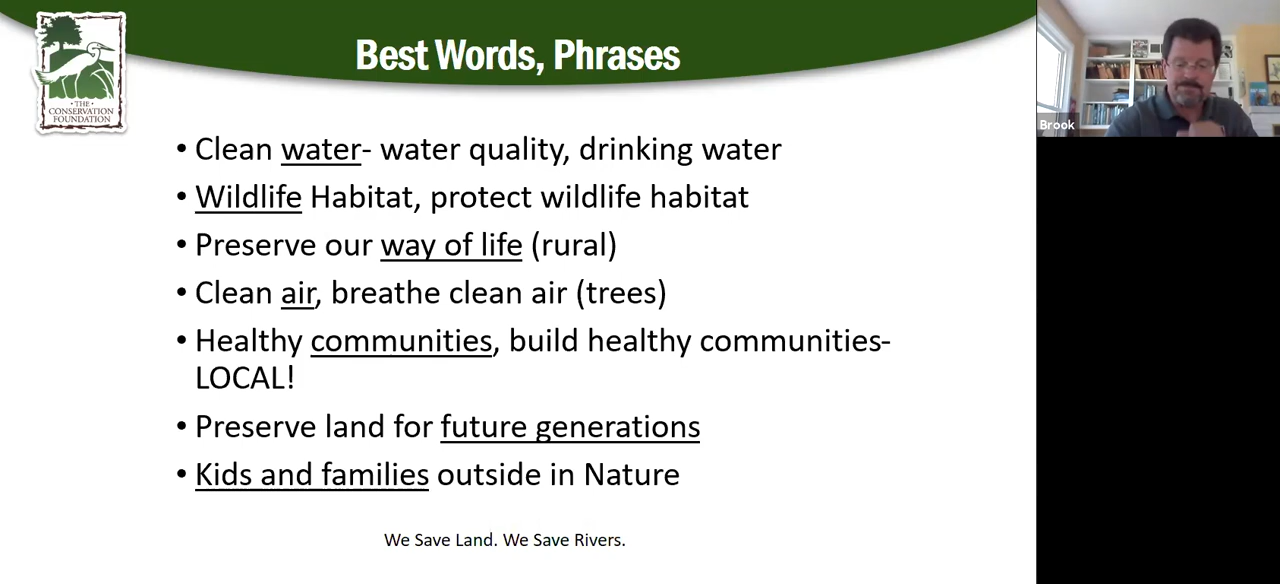 Best Words, Phrases
• THE •
CONSERVATION
FOUNDATION
Brook
• Clean water- water quality, drinking water
• Wildlife Habitat, protect wildlife habitat
• Preserve our way of life (rural)
• Clean air, breathe clean air (trees)
• Healthy communities, build healthy communities-
LOCAL!
• Preserve land for future generations
• Kids and families outside in Nature
We Save Land. We Save Rivers.